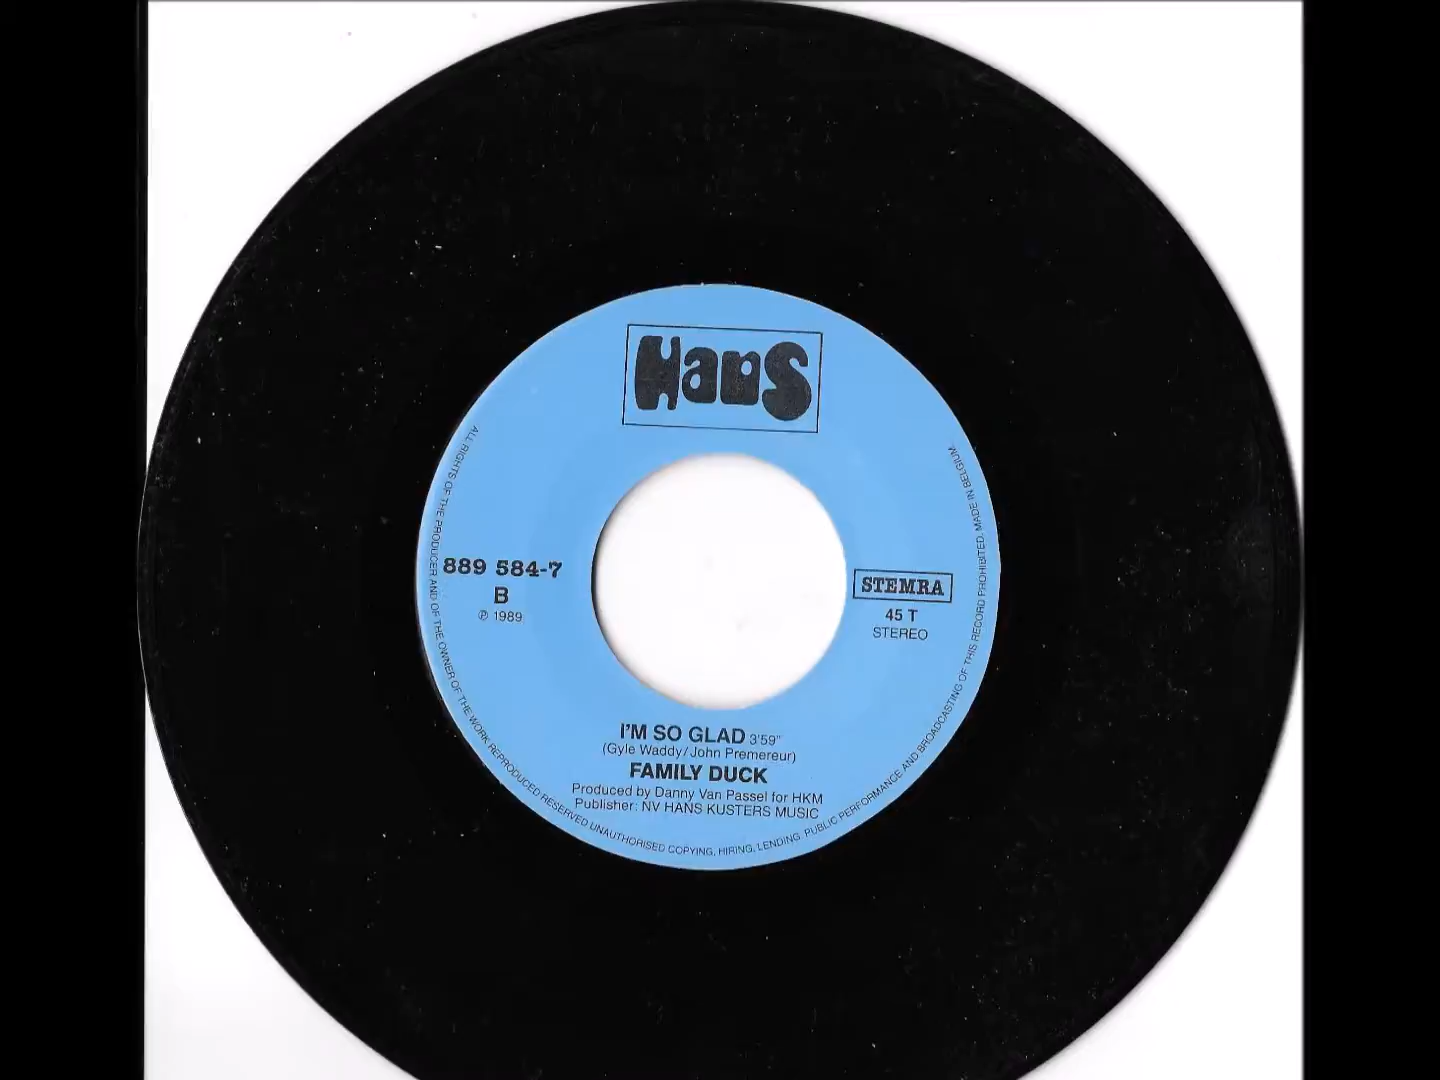 Hans
889 584-7
B
℗ 1989
STEMRA
45 T
STEREO
I'M SO GLAD 3'59"
(Gyle Waddy/John Premereur)
FAMILY DUCK
Produced by Danny Van Passel for HKM
Publisher: NV HANS KUSTERS MUSIC
ALL RIGHTS OF THE PRODUCER AND OF THE OWNER OF THE WORK REPRODUCED RESERVED UNAUTHORISED COPYING, HIRING, LENDING, PUBLIC PERFORMANCE AND BROADCASTING OF THIS RECORD PROHIBITED. MADE IN BELGIUM.